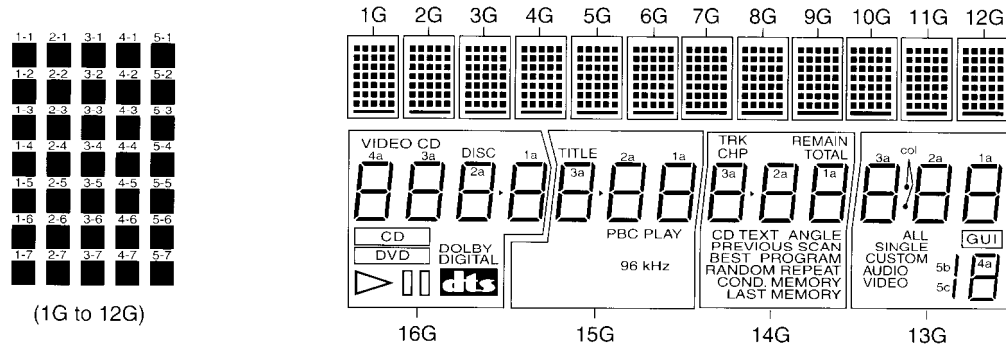 1G 2G 3G 4G 5G 6G 7G 8G 9G 10G 11G 12G
1-1 2-1 3-1 4-1 5-1
1-2 2-2 3-2 4-2 5-2
1-3 2-3 3-3 4-3 5-3
1-4 2-4 3-4 4-4 5-4
1-5 2-5 3-5 4-5 5-5
1-6 2-6 3-6 4-6 5-6
1-7 2-7 3-7 4-7 5-7
(1G to 12G)
VIDEO CD
4a 3a DISC 2a 1a
CD
DVD
DOLBY
DIGITAL
dts
16G
TITLE
3a 2a 1a
PBC PLAY
96 kHz
15G
TRK REMAIN
CHP TOTAL
3a 2a 1a
CD TEXT ANGLE
PREVIOUS SCAN
BEST PROGRAM
RANDOM REPEAT
COND. MEMORY
LAST MEMORY
14G
3a col 2a 1a
ALL
SINGLE
CUSTOM
AUDIO
VIDEO
GUI
5b 4a
5c
13G